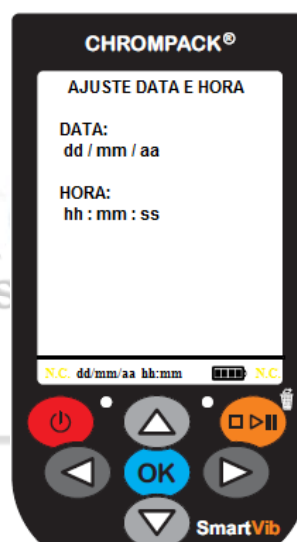 CHROMPACK®
AJUSTE DATA E HORA
DATA:
dd / mm / aa
HORA:
hh : mm : ss
N.C. dd/mm/aa hh:mm N.C.
OK
SmartVib